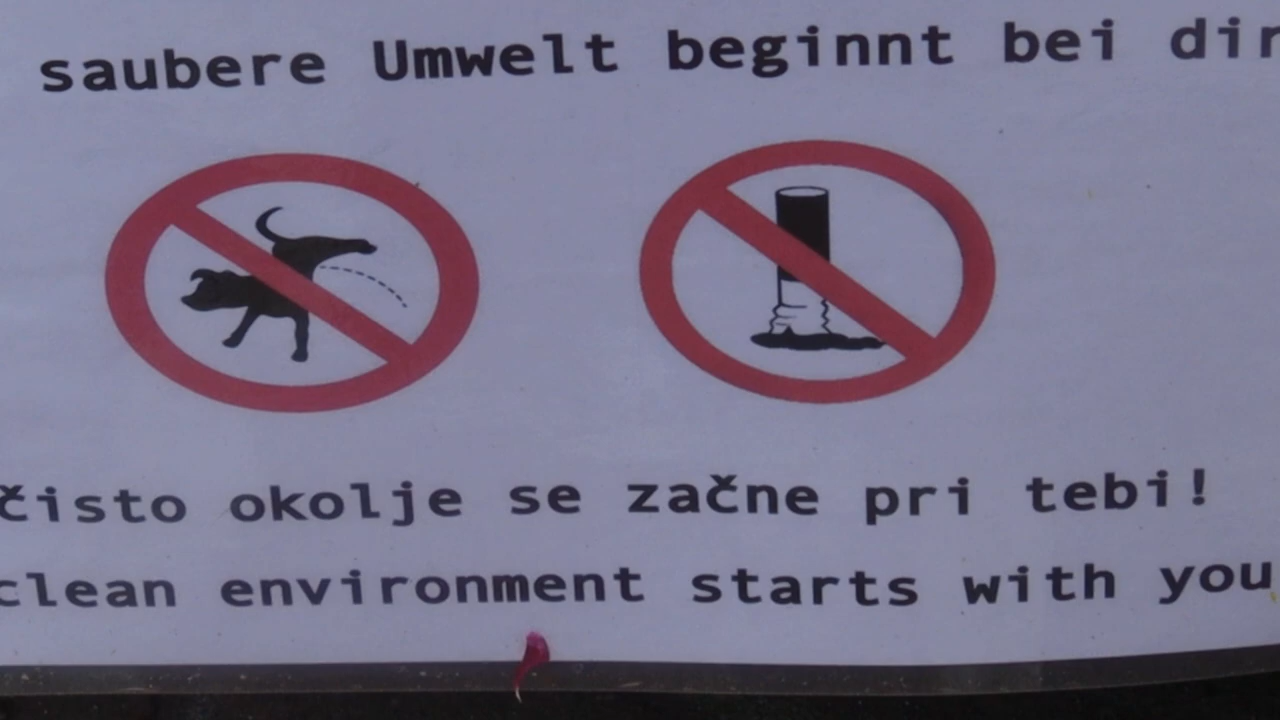 saubere Umwelt beginnt bei dir
čisto okolje se začne pri tebi!
clean environment starts with you